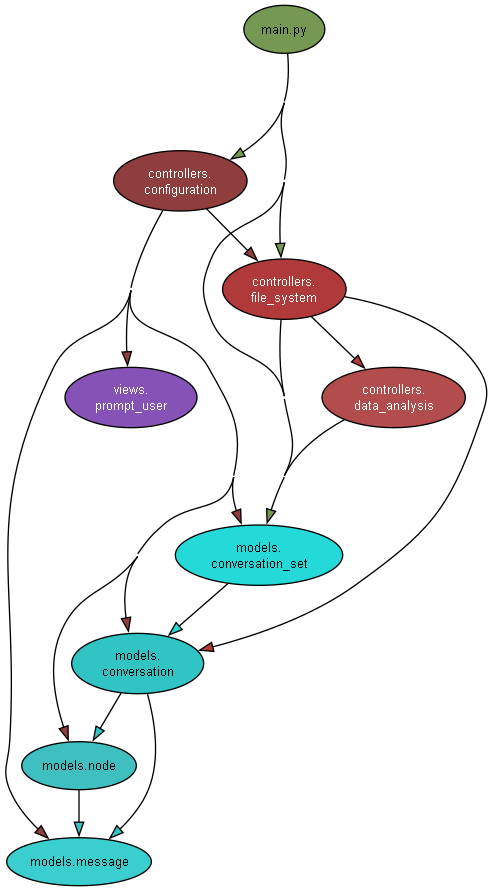 main.py
controllers.
configuration
controllers.
file_system
views.
prompt_user
controllers.
data_analysis
models.
conversation_set
models.
conversation
models.node
models.message